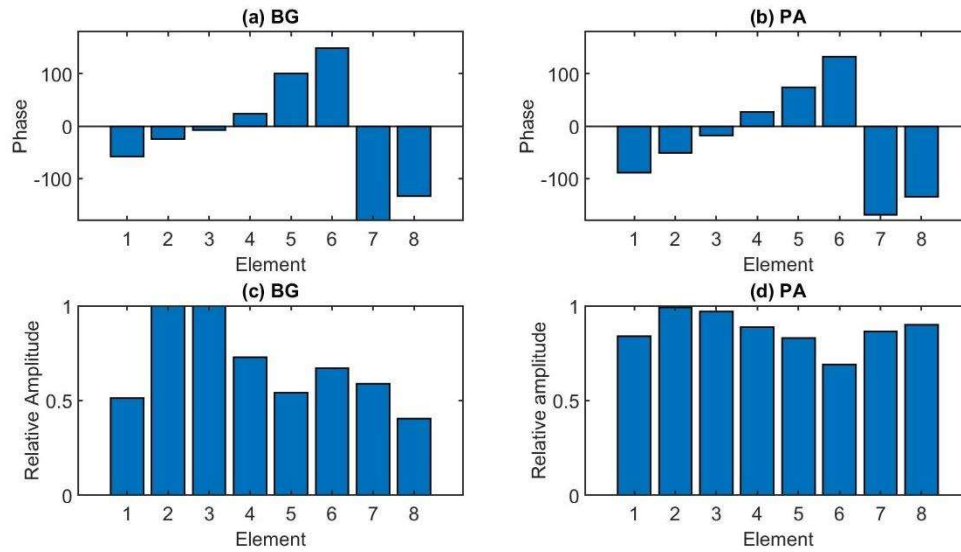 (a) BG
Phase
100
0
-100
1 2 3 4 5 6 7 8
Element
(b) PA
Phase
100
0
-100
1 2 3 4 5 6 7 8
Element
(c) BG
Relative Amplitude
1
0.5
0
1 2 3 4 5 6 7 8
Element
(d) PA
Relative amplitude
1
0.5
0
1 2 3 4 5 6 7 8
Element